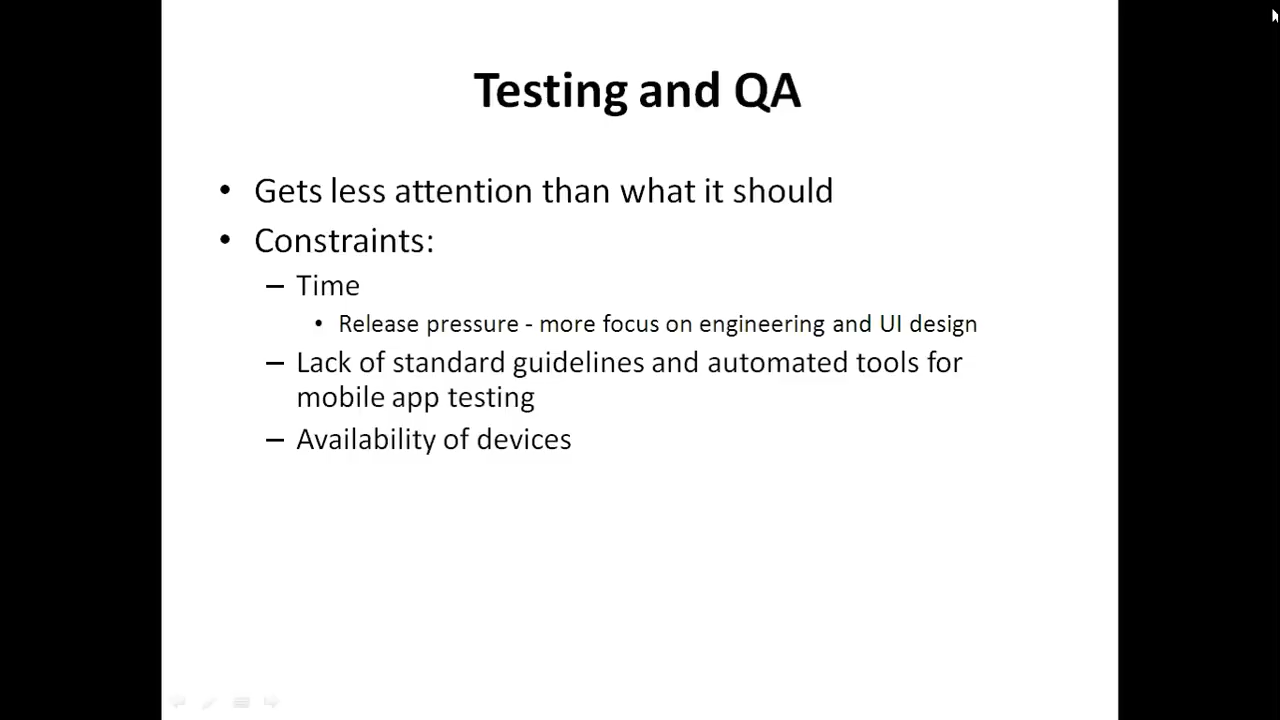 Testing and QA
• Gets less attention than what it should
• Constraints:
– Time
• Release pressure - more focus on engineering and UI design
– Lack of standard guidelines and automated tools for
mobile app testing
– Availability of devices